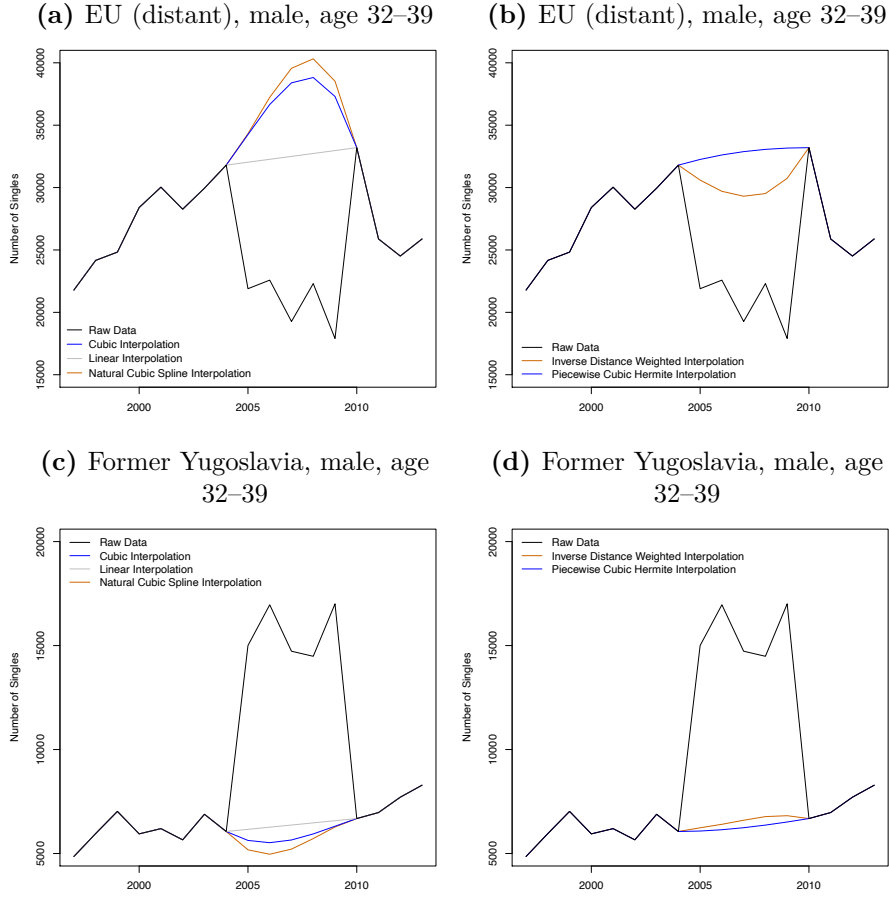 (a) EU (distant), male, age 32–39
40000
35000
30000
25000
20000
15000
Number of Singles
Raw Data
Cubic Interpolation
Linear Interpolation
Natural Cubic Spline Interpolation
2000 2005 2010
(b) EU (distant), male, age 32–39
40000
35000
30000
25000
20000
15000
Number of Singles
Raw Data
Inverse Distance Weighted Interpolation
Piecewise Cubic Hermite Interpolation
2000 2005 2010
(c) Former Yugoslavia, male, age
32–39
20000
15000
10000
5000
Number of Singles
Raw Data
Cubic Interpolation
Linear Interpolation
Natural Cubic Spline Interpolation
2000 2005 2010
(d) Former Yugoslavia, male, age
32–39
20000
15000
10000
5000
Number of Singles
Raw Data
Inverse Distance Weighted Interpolation
Piecewise Cubic Hermite Interpolation
2000 2005 2010